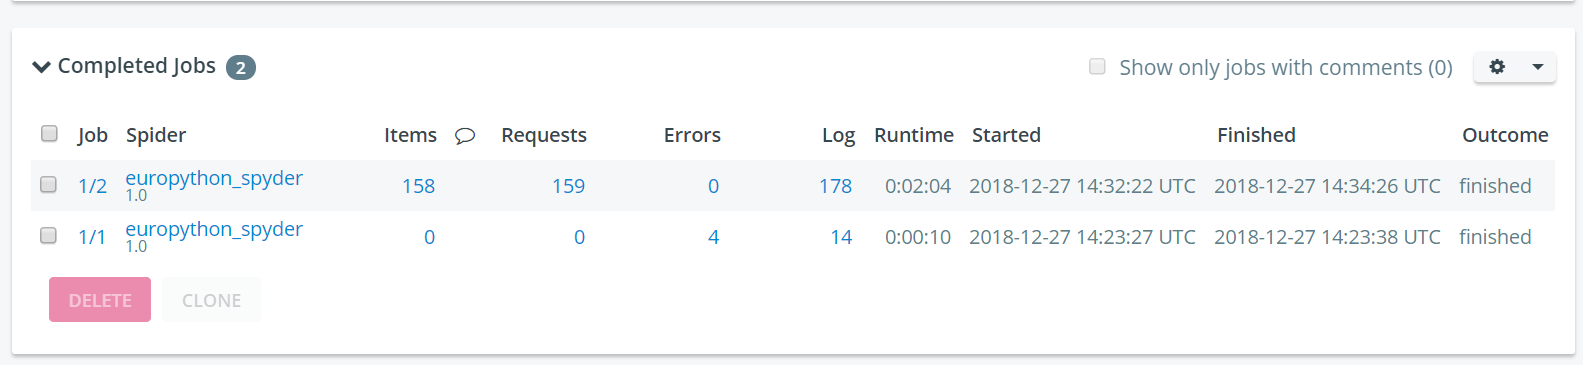 Completed Jobs 2 Show only jobs with comments (0)
Job Spider Items Requests Errors Log Runtime Started Finished Outcome
1/2 europython_spyder 158 159 0 178 0:02:04 2018-12-27 14:32:22 UTC 2018-12-27 14:34:26 UTC finished
1.0
1/1 europython_spyder 0 0 4 14 0:00:10 2018-12-27 14:23:27 UTC 2018-12-27 14:23:38 UTC finished
1.0
DELETE CLONE